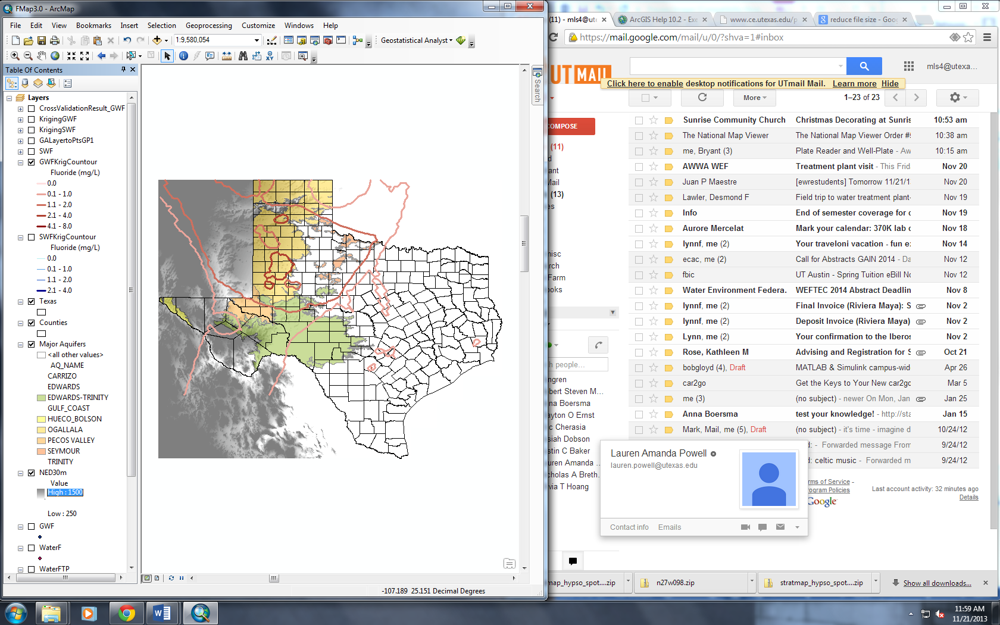 FMap3.0 - ArcMap
File Edit View Bookmarks Insert Selection Geoprocessing Customize Windows Help
1:9,580,054
Geostatistical Analyst
Table Of Contents
Layers
CrossValidationResult_GWF
KrigingGWF
KrigingSWF
GALayertoPtsGP1
SWF
GWFKrigCountour
Fluoride (mg/L)
0.0
0.1 - 1.0
1.1 - 2.0
2.1 - 4.0
4.1 - 8.0
SWFKrigCountour
Fluoride (mg/L)
0.0
0.1 - 1.0
1.1 - 2.0
2.1 - 4.0
Texas
Counties
Major Aquifers
<all other values>
AQ_NAME
CARRIZO
EDWARDS
EDWARDS-TRINITY
GULF_COAST
HUECO_BOLSON
OGALLALA
PECOS VALLEY
SEYMOUR
TRINITY
NED30m
Value
High : 1500
Low : 250
GWF
WaterF
WaterFTP
Search
-107.189 25.151 Decimal Degrees
(11) - mls4@ute
ArcGIS Help 10.2 - Exe
www.ce.utexas.edu/p
reduce file size - Goog
https://mail.google.com/mail/u/0/?shva=1#inbox
UTMAIL
mls4@utexa...
Click here to enable desktop notifications for UTmail Mail. Learn more Hide
More
1–23 of 23
COMPOSE
(11)
(13)
Farm
Sunrise Community Church Christmas Decorating at Sunris 10:53 am
The National Map Viewer The National Map Viewer Order #5 10:38 am
me, Bryant (3) Plate Reader and Well-Plate - Aw 10:15 am
AWWA WEF Treatment plant visit - This Frid Nov 20
Juan P Maestre [ewrestudents] Tomorrow 11/21/1 Nov 20
Lawler, Desmond F Field trip to water treatment plant- Nov 19
Info End of semester coverage for c Nov 19
Aurore Mercelat Mark your calendar: 370K lab c Nov 18
lynnf, me (2) Your traveloni vacation - fun e: Nov 14
ecac, me (2) Call for Abstracts GAIN 2014 - Da Nov 12
fbic UT Austin - Spring Tuition eBill No Nov 12
Water Environment Federa. WEFTEC 2014 Abstract Deadlin Nov 8
lynnf, me (2) Final Invoice (Riviera Maya): S Nov 2
lynnf, me (2) Deposit Invoice (Riviera Maya) Nov 2
Lynn, me (2) Your confirmation to the Iberos Nov 2
Rose, Kathleen M Advising and Registration for S Oct 21
bobgloyd (4), Draft MATLAB & Simulink campus-wid Apr 26
car2go Get the Keys to Your New car2gc Mar 5
me (3) (no subject) - newer On Mon, Jan Jan 25
Anna Boersma test your knowledge! - http://sta Jan 15
Mark, Mail, me (5), Draft (no subject) - it's time - imagine d 10/24/12
d: - Forwarded message From 9/24/12
d: celtic music - Forwarded m 9/24/12
h people...
ngren
bert Steven M...
na Boersma
ayton O Ernst
c Cherasia
siah Dobson
stin C Baker
uren Amanda ...
cholas A Breth...
via T Hoang
Lauren Amanda Powell
lauren.powell@utexas.edu
Contact info Emails
rms of Service -
rogram Policies
Google
Last account activity: 32 minutes ago
Details
map_hypso_spot....zip
n27w098.zip
stratmap_hypso_spot....zip
Show all downloads...
11:59 AM
11/21/2013